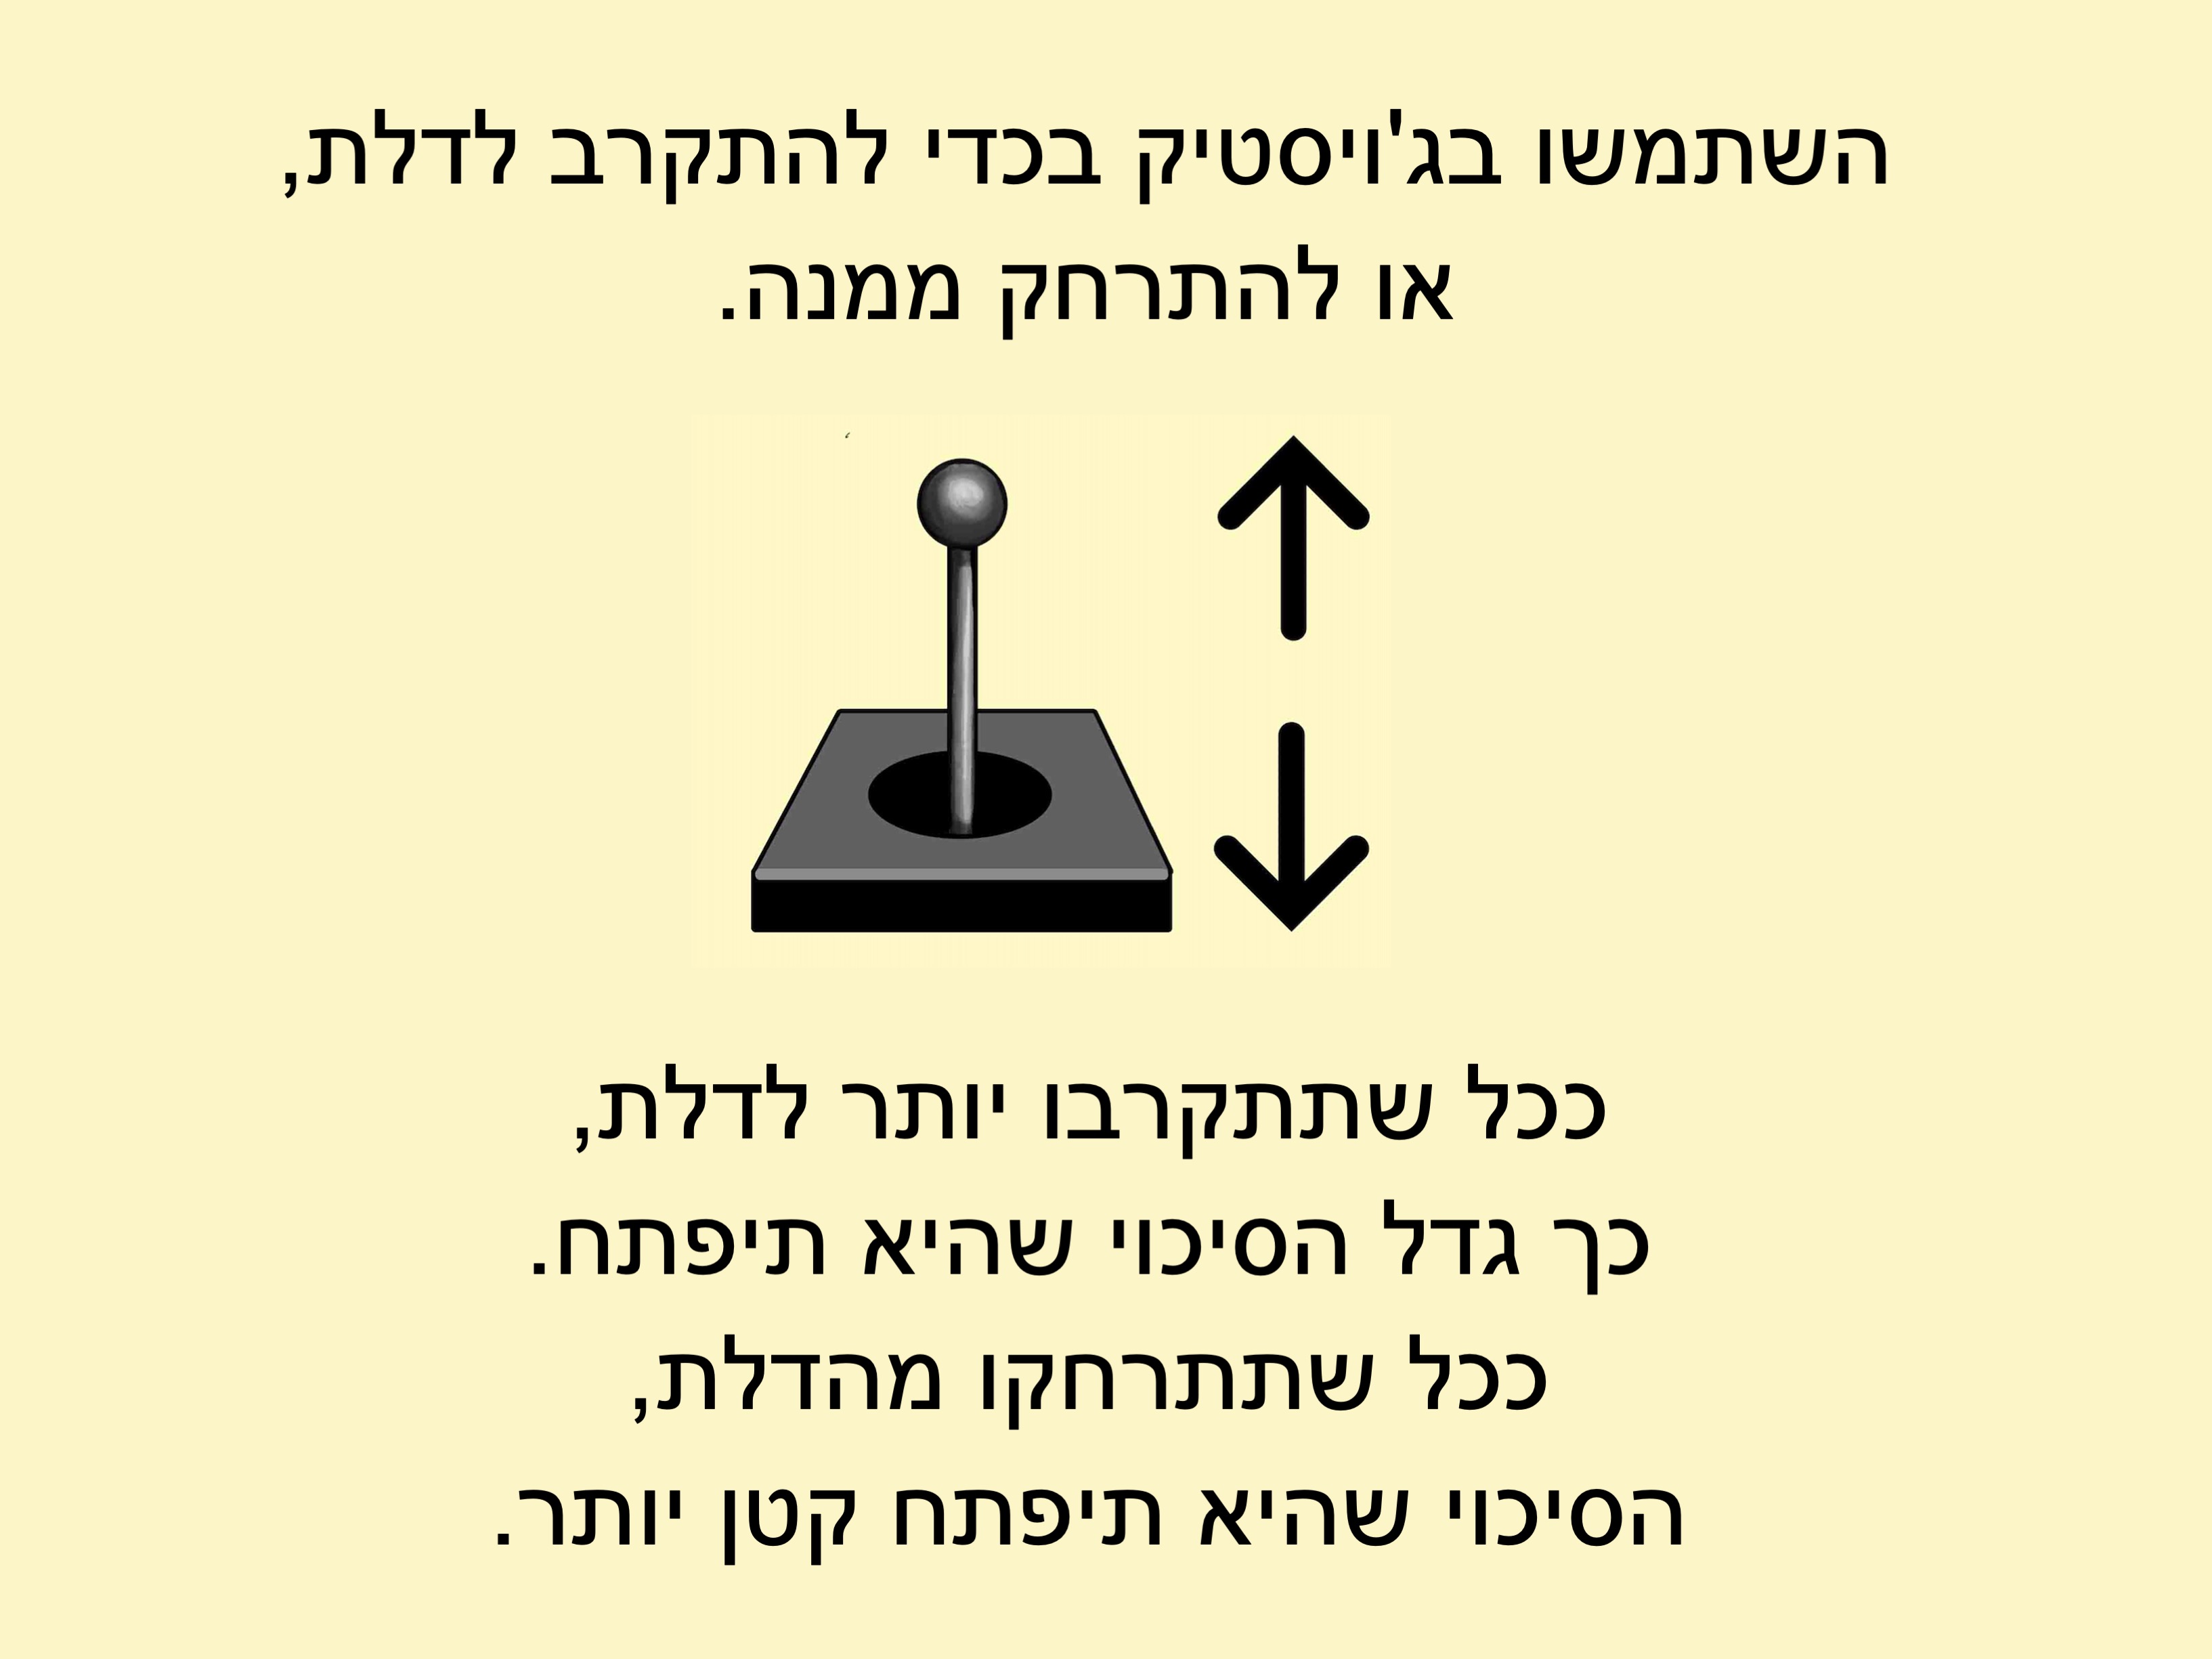 השתמשו בג'ויסטיק בכדי להתקרב לדלת,
או להתרחק ממנה.
ככל שתתקרבו יותר לדלת,
כך גדל הסיכוי שהיא תיפתח.
ככל שתתרחקו מהדלת,
הסיכוי שהיא תיפתח קטן יותר.